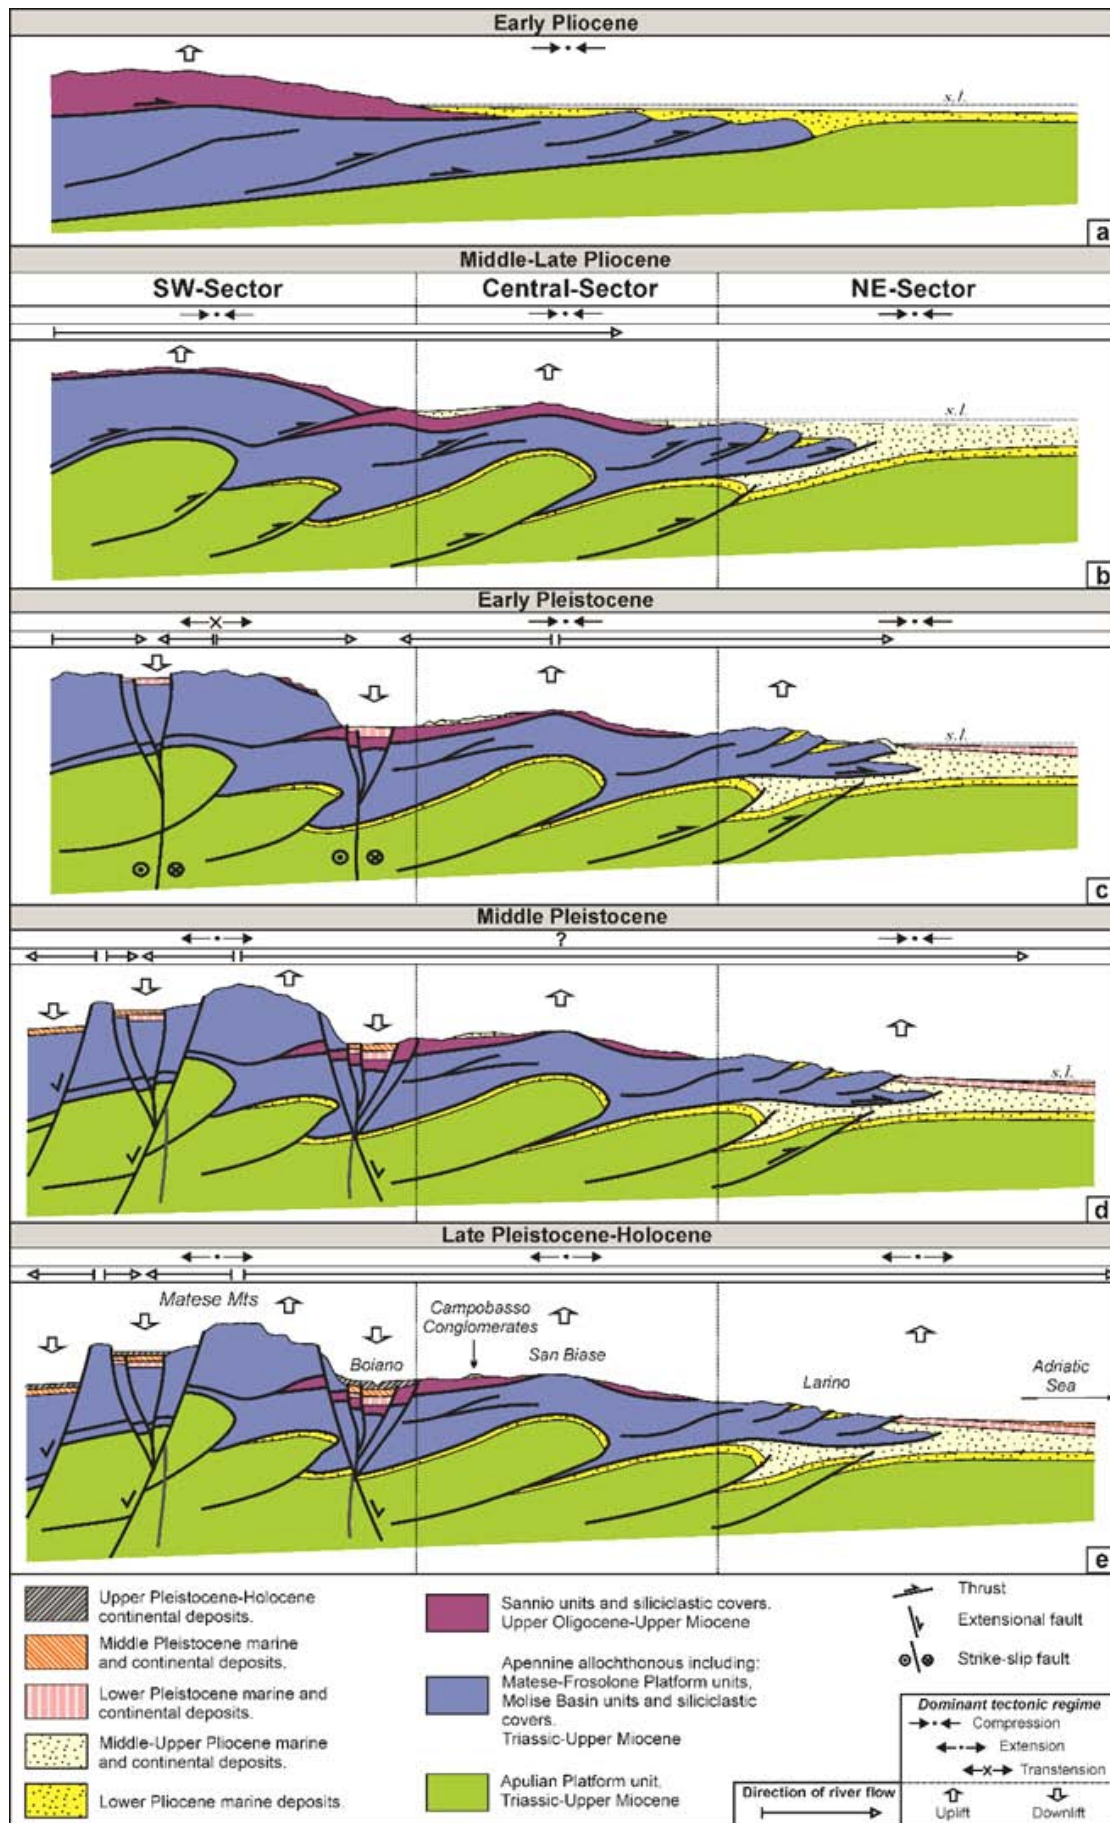 Early Pliocene
s.l.
a
Middle-Late Pliocene
SW-Sector Central-Sector NE-Sector
s.l.
b
Early Pleistocene
s.l.
c
Middle Pleistocene
?
s.l.
d
Late Pleistocene-Holocene
Matese Mts
Boiano
Campobasso
Conglomerates
San Biase
Larino
Adriatic
Sea
e
Upper Pleistocene-Holocene
continental deposits.
Middle Pleistocene marine
and continental deposits.
Lower Pleistocene marine and
continental deposits.
Middle-Upper Pliocene marine
and continental deposits.
Lower Pliocene marine deposits.
Sannio units and siliciclastic covers.
Upper Oligocene-Upper Miocene
Apennine allochthonous including:
Matese-Frosolone Platform units,
Molise Basin units and siliciclastic
covers.
Triassic-Upper Miocene
Apulian Platform unit,
Triassic-Upper Miocene
Thrust
Extensional fault
Strike-slip fault
Dominant tectonic regime
Compression
Extension
Transtension
Direction of river flow
Uplift Downlift